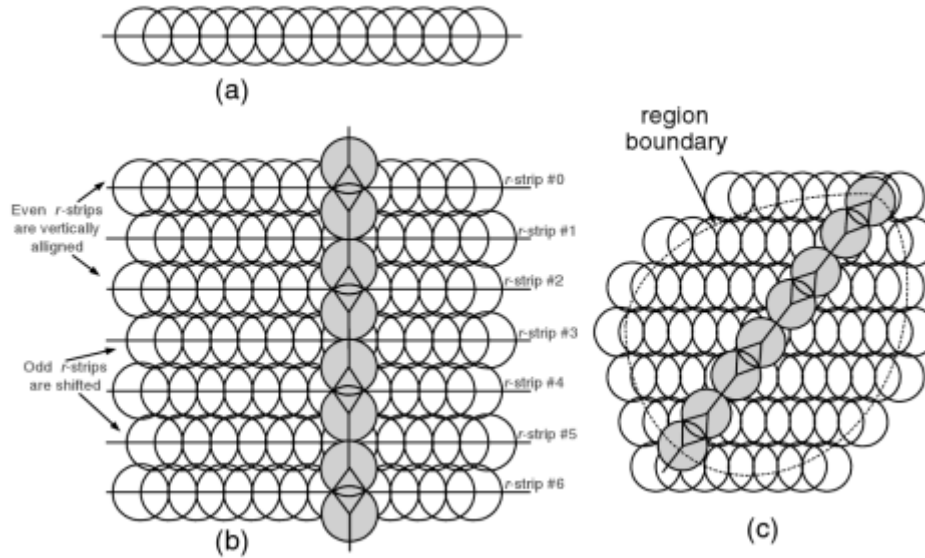 (a)
region
boundary
r-strip #0
Even r-strips
are vertically
alligned
r-strip #1
r-strip #2
r-strip #3
Odd r-strips
are shifted
r-strip #4
r-strip #5
r-strip #6
(b)
(c)